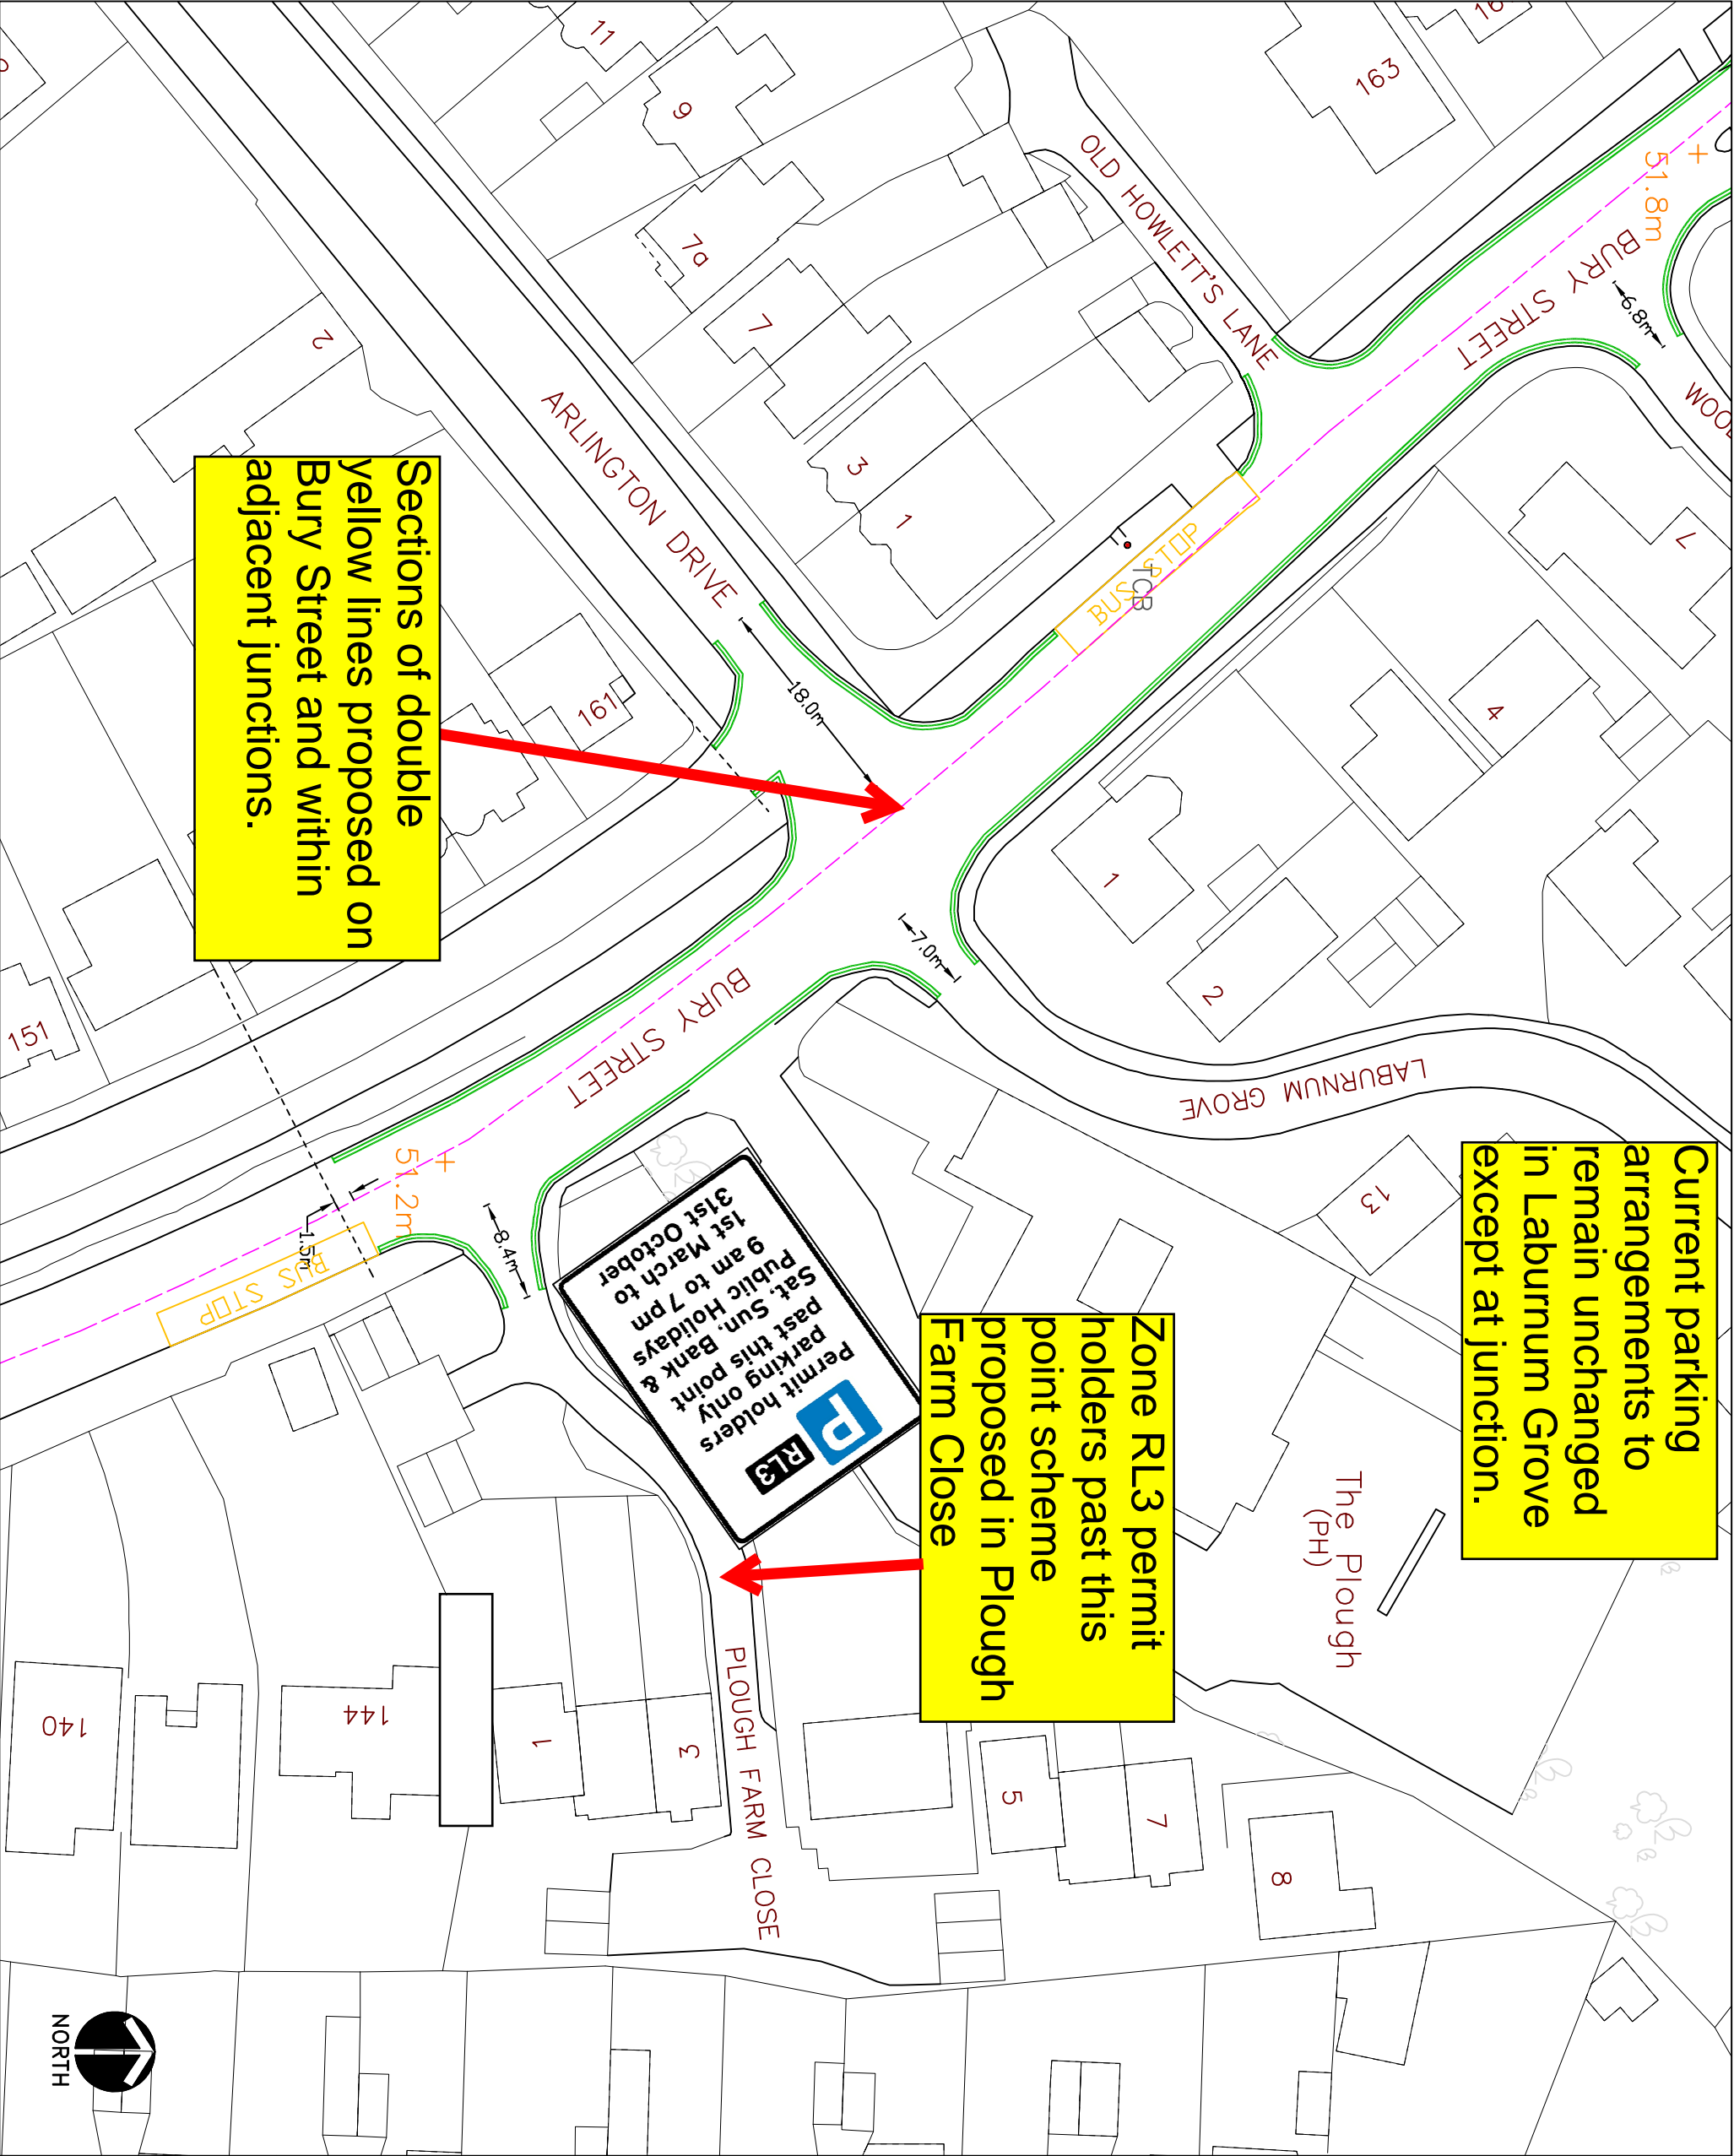 Current parking
arrangements to
remain unchanged
in Laburnum Grove
except at junction.
Zone RL3 permit
holders past this
point scheme
proposed in Plough
Farm Close
Sections of double
yellow lines proposed on
Bury Street and within
adjacent junctions.
P
RL3
Permit holders
parking only
past this point
Sat, Sun, Bank &
Public Holidays
9 am to 7 pm
1st March to
31st October
OLD HOWLETT'S LANE
ARLINGTON DRIVE
BURY STREET
BURY STREET
LABURNUM GROVE
PLOUGH FARM CLOSE
The Plough
(PH)
BUS STOP
BUS STOP
TCB
51.8m
51.2m
6.8m
18.0m
7.0m
8.4m
1.5m
163
11
9
7a
7
3
1
2
161
151
7
4
1
2
13
140
144
1
3
5
7
8
NORTH